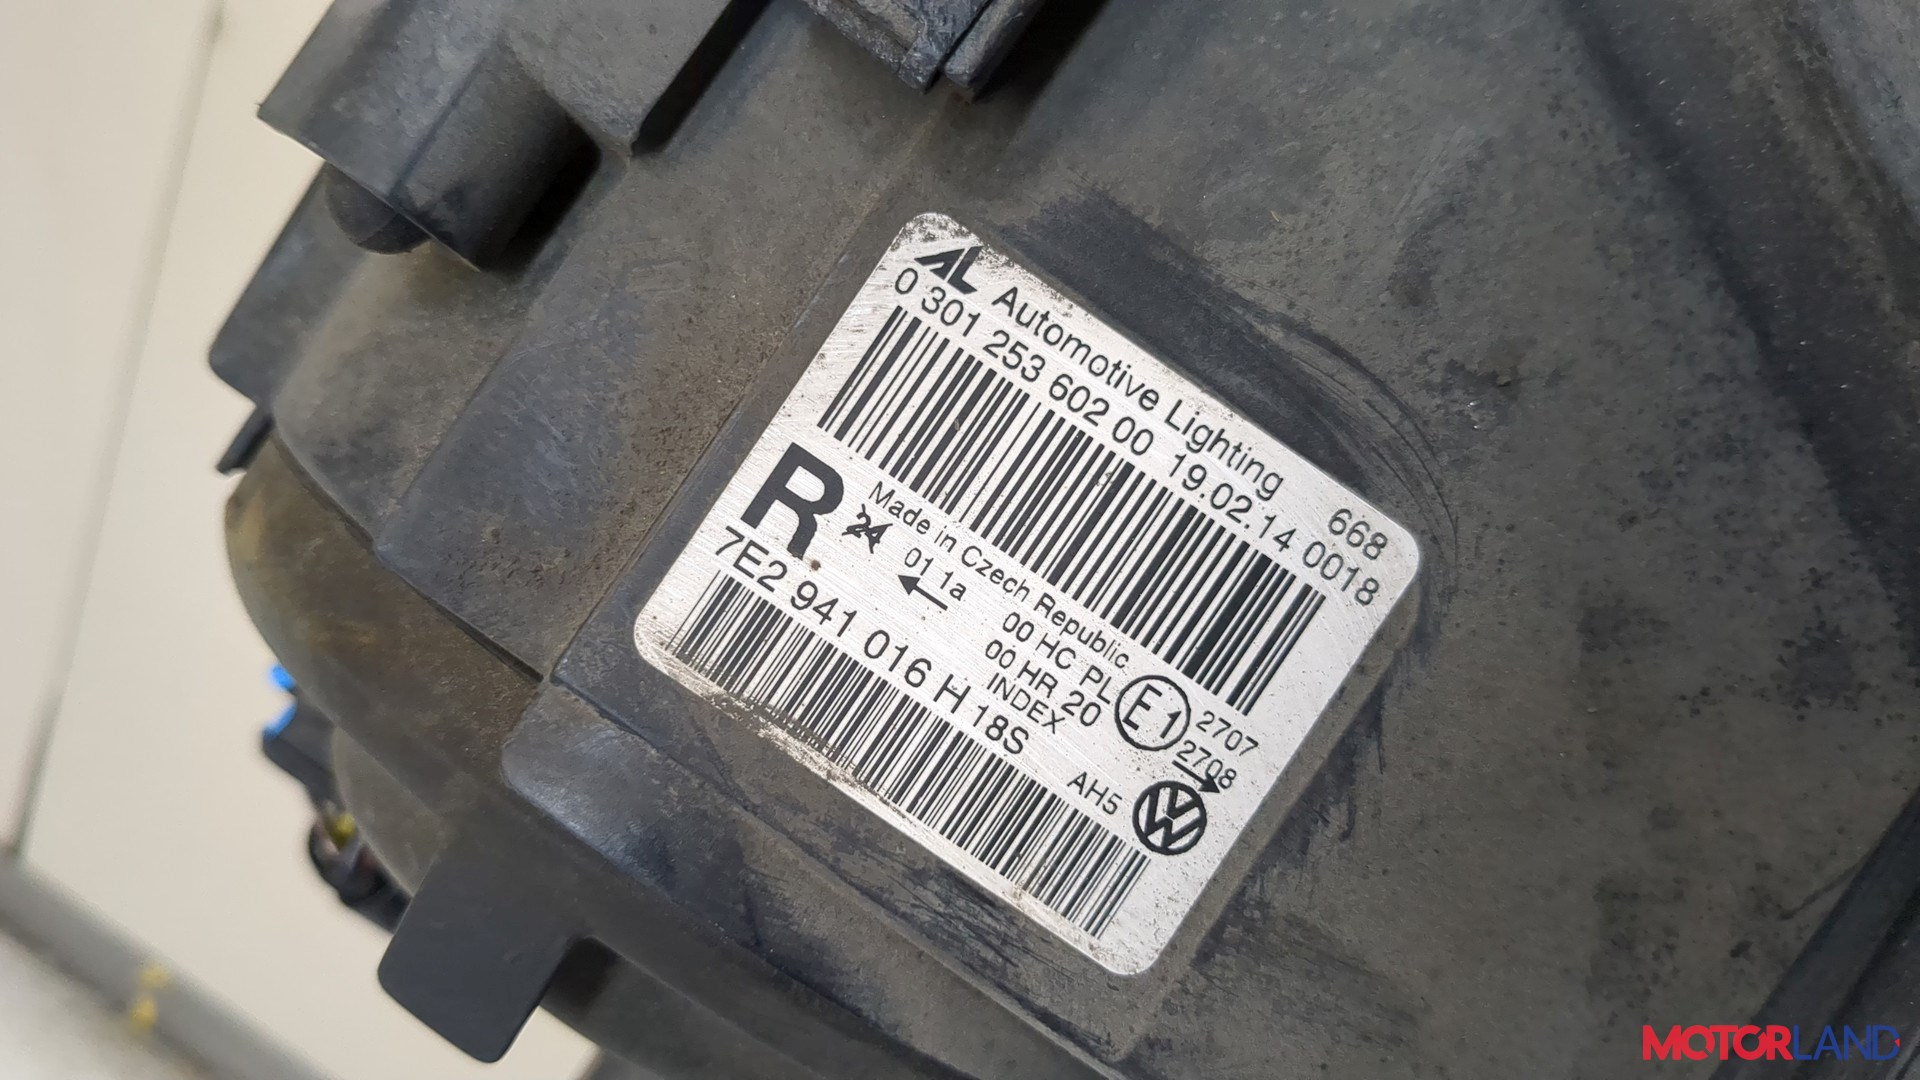 AL Automotive Lighting 668
0 301 253 602 00 19.02.14 0018
Made in Czech Republic
R 24 01 1a
00 HC PL E1 2707
00 HR 20 2708
INDEX
7E2 941 016 H 18S AH5 VW
MOTORLAND